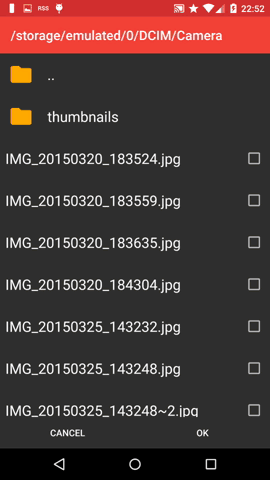 RSS 22:52
/storage/emulated/0/DCIM/Camera
..
thumbnails
IMG_20150320_183524.jpg
IMG_20150320_183559.jpg
IMG_20150320_183635.jpg
IMG_20150320_184304.jpg
IMG_20150325_143232.jpg
IMG_20150325_143248.jpg
IMG_20150325_143248~2.jpg
CANCEL OK